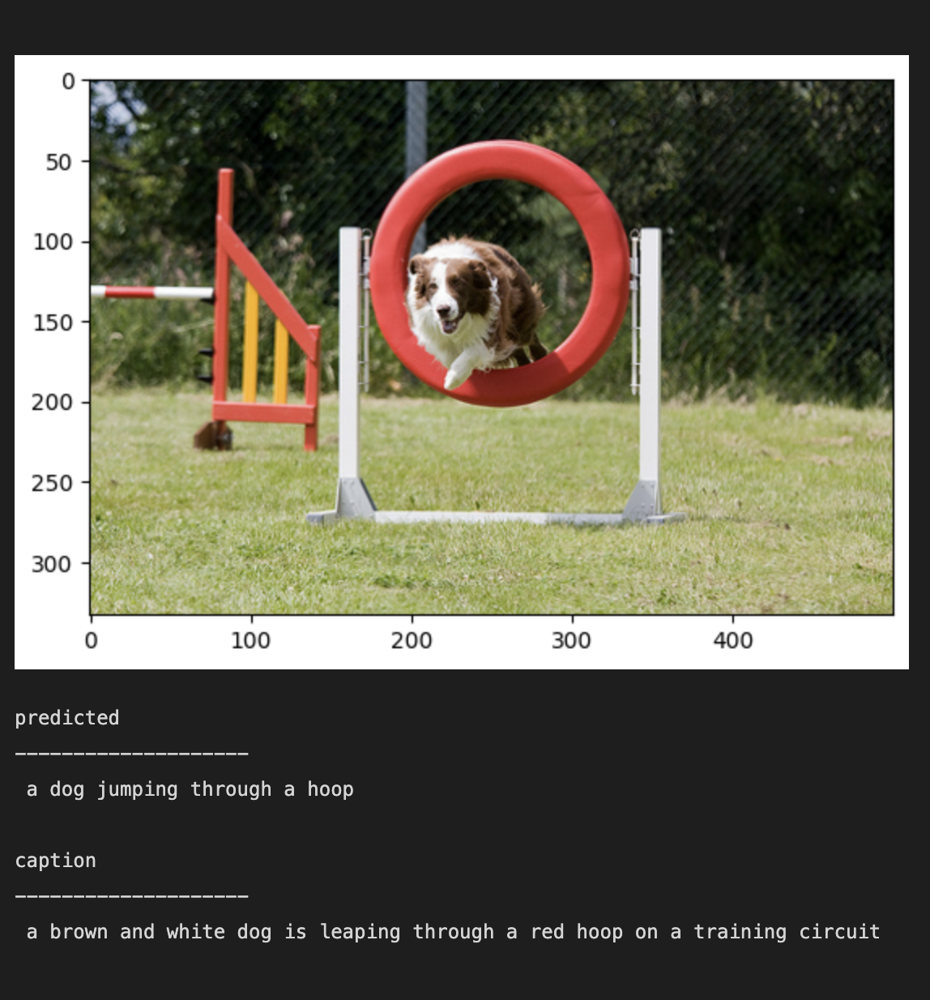 0
50
100
150
200
250
300
0 100 200 300 400
predicted
--------------------
a dog jumping through a hoop
caption
--------------------
a brown and white dog is leaping through a red hoop on a training circuit